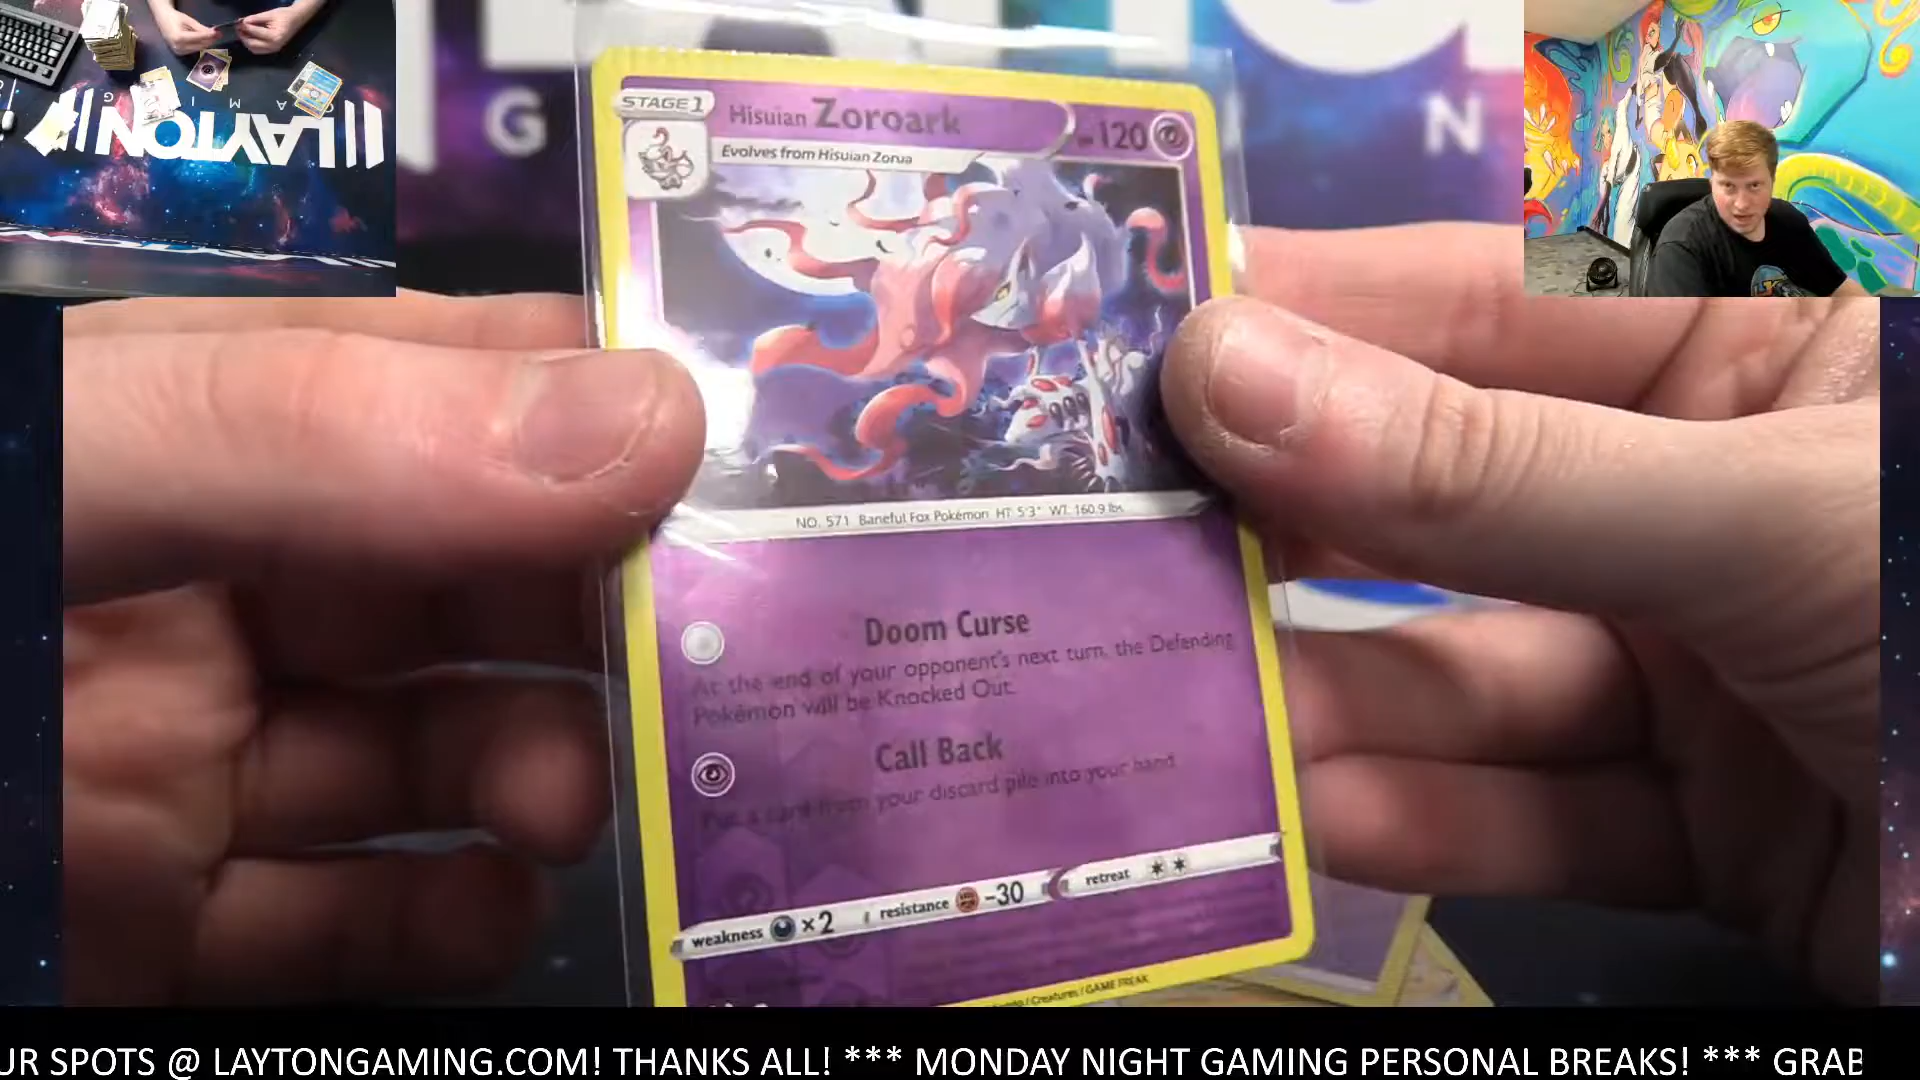 LAYTON
G A M I
G
N
STAGE 1
Hisuian Zoroark
120
Evolves from Hisuian Zorua
NO. 571 Baneful Fox Pokémon HT: 5'3" WT: 160.9 lbs.
Doom Curse
At the end of your opponent's next turn, the Defending
Pokémon will be Knocked Out.
Call Back
Put a card from your discard pile into your hand.
weakness ×2 resistance -30 retreat
/ Creatures / GAME FREAK
UR SPOTS @ LAYTONGAMING.COM! THANKS ALL! *** MONDAY NIGHT GAMING PERSONAL BREAKS! *** GRAB